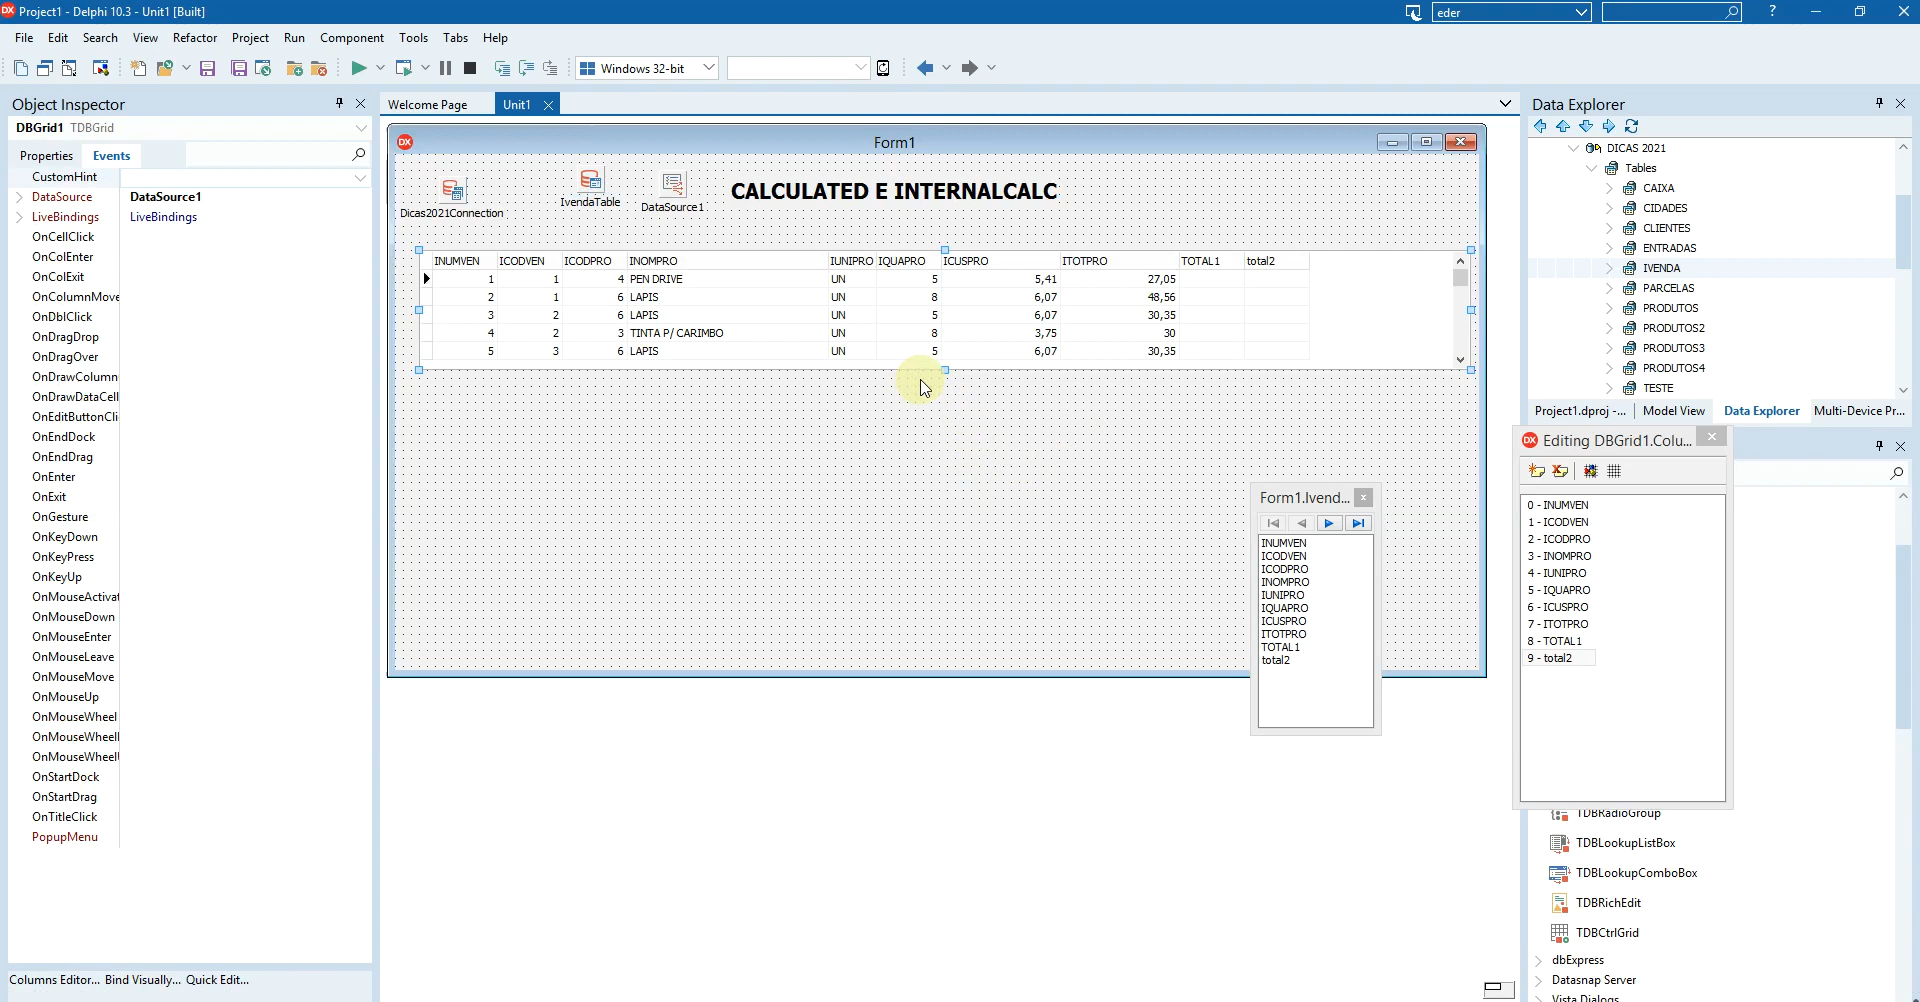 Project1 - Delphi 10.3 - Unit1 [Built]
eder
?
File Edit Search View Refactor Project Run Component Tools Tabs Help
Windows 32-bit
Object Inspector
DBGrid1 TDBGrid
Properties Events
CustomHint
DataSource DataSource1
LiveBindings LiveBindings
OnCellClick
OnColEnter
OnColExit
OnColumnMove
OnDblClick
OnDragDrop
OnDragOver
OnDrawColumn
OnDrawDataCell
OnEditButtonCli
OnEndDock
OnEndDrag
OnEnter
OnExit
OnGesture
OnKeyDown
OnKeyPress
OnKeyUp
OnMouseActivat
OnMouseDown
OnMouseEnter
OnMouseLeave
OnMouseMove
OnMouseUp
OnMouseWheel
OnMouseWheell
OnMouseWheel
OnStartDock
OnStartDrag
OnTitleClick
PopupMenu
Columns Editor... Bind Visually... Quick Edit...
Welcome Page Unit1
Form1
Dicas2021Connection
IvendaTable
DataSource1
CALCULATED E INTERNALCALC
INUMVEN ICODVEN ICODPRO INOMPRO IUNIPRO IQUAPRO ICUSPRO ITOTPRO TOTAL1 total2
1 1 4 PEN DRIVE UN 5 5,41 27,05
2 1 6 LAPIS UN 8 6,07 48,56
3 2 6 LAPIS UN 5 6,07 30,35
4 2 3 TINTA P/ CARIMBO UN 8 3,75 30
5 3 6 LAPIS UN 5 6,07 30,35
Form1.Ivend...
INUMVEN
ICODVEN
ICODPRO
INOMPRO
IUNIPRO
IQUAPRO
ICUSPRO
ITOTPRO
TOTAL1
total2
Data Explorer
DICAS 2021
Tables
CAIXA
CIDADES
CLIENTES
ENTRADAS
IVENDA
PARCELAS
PRODUTOS
PRODUTOS2
PRODUTOS3
PRODUTOS4
TESTE
Project1.dproj -... Model View Data Explorer Multi-Device Pr...
Editing DBGrid1.Colu...
0 - INUMVEN
1 - ICODVEN
2 - ICODPRO
3 - INOMPRO
4 - IUNIPRO
5 - IQUAPRO
6 - ICUSPRO
7 - ITOTPRO
8 - TOTAL1
9 - total2
TDBRadioGroup
TDBLookupListBox
TDBLookupComboBox
TDBRichEdit
TDBCtrlGrid
dbExpress
Datasnap Server
Vista Dialogs